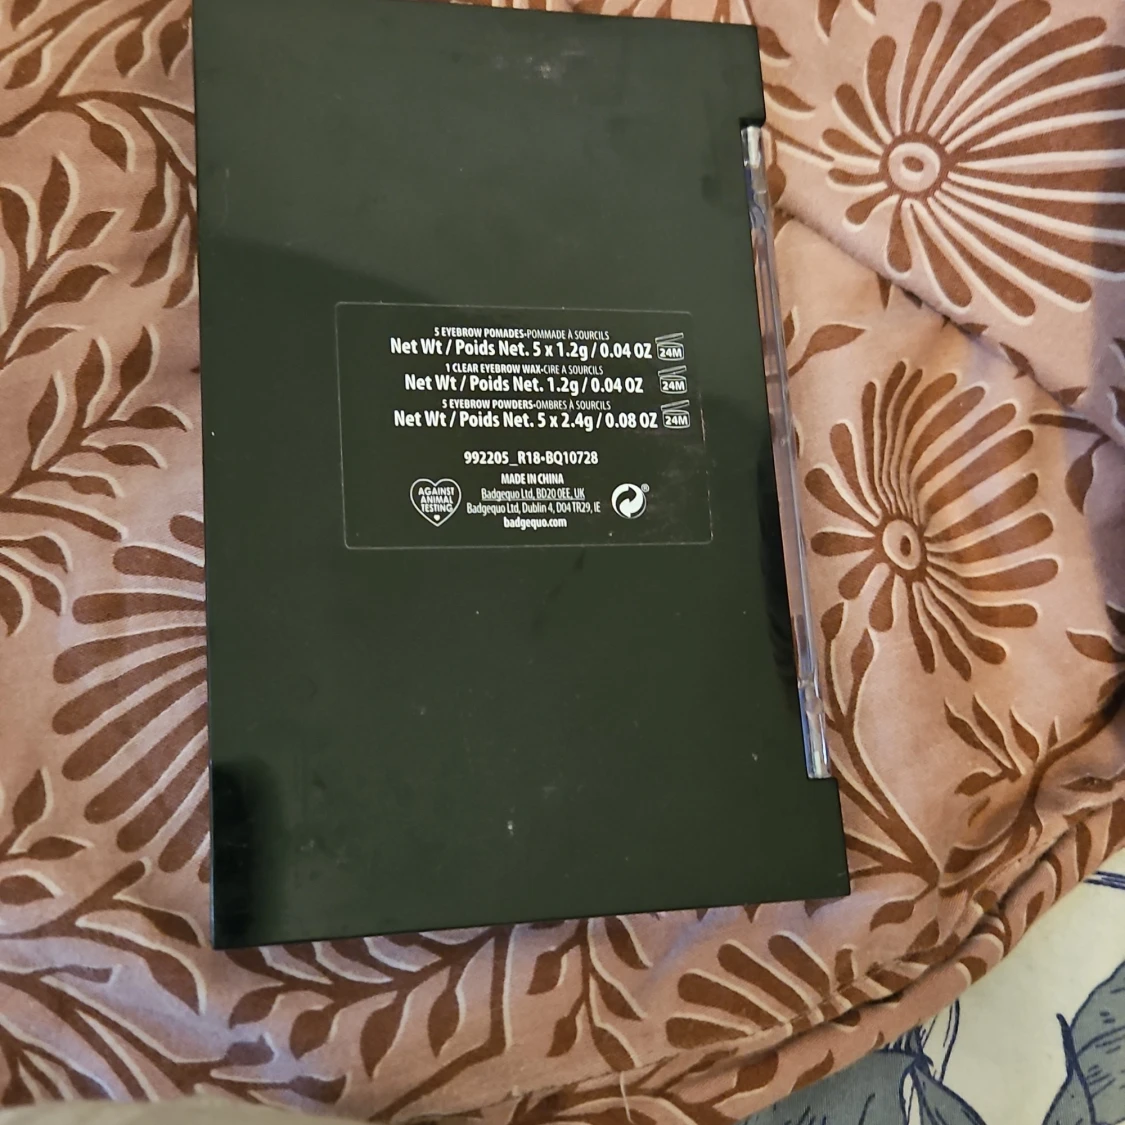 5 EYEBROW POMADES-POMMADE À SOURCILS
Net Wt / Poids Net. 5 x 1.2g / 0.04 OZ 24M
1 CLEAR EYEBROW WAX-CIRE A SOURCILS
Net Wt / Poids Net. 1.2g / 0.04 OZ 24M
5 EYEBROW POWDERS-OMBRES À SOURCILS
Net Wt / Poids Net. 5 x 2.4g / 0.08 OZ 24M
992205_R18-BQ10728
MADE IN CHINA
AGAINST
ANIMAL
TESTING
Badgequo Ltd, BD20 0EE, UK
Badgequo Ltd, Dublin 4, D04 TR29, IE
badgequo.com
®